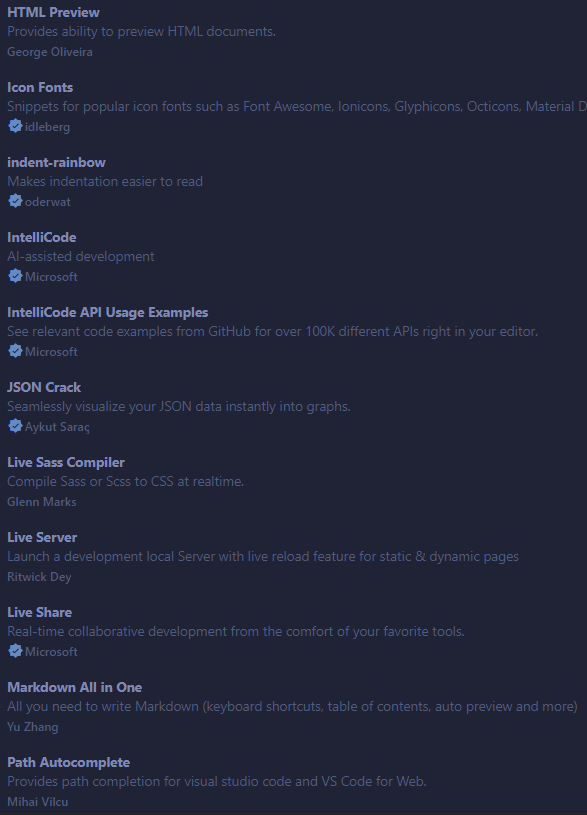 HTML Preview
Provides ability to preview HTML documents.
George Oliveira
Icon Fonts
Snippets for popular icon fonts such as Font Awesome, Ionicons, Glyphicons, Octicons, Material D
idleberg
indent-rainbow
Makes indentation easier to read
oderwat
IntelliCode
AI-assisted development
Microsoft
IntelliCode API Usage Examples
See relevant code examples from GitHub for over 100K different APIs right in your editor.
Microsoft
JSON Crack
Seamlessly visualize your JSON data instantly into graphs.
Aykut Saraç
Live Sass Compiler
Compile Sass or Scss to CSS at realtime.
Glenn Marks
Live Server
Launch a development local Server with live reload feature for static & dynamic pages
Ritwick Dey
Live Share
Real-time collaborative development from the comfort of your favorite tools.
Microsoft
Markdown All in One
All you need to write Markdown (keyboard shortcuts, table of contents, auto preview and more)
Yu Zhang
Path Autocomplete
Provides path completion for visual studio code and VS Code for Web.
Mihai Vilcu